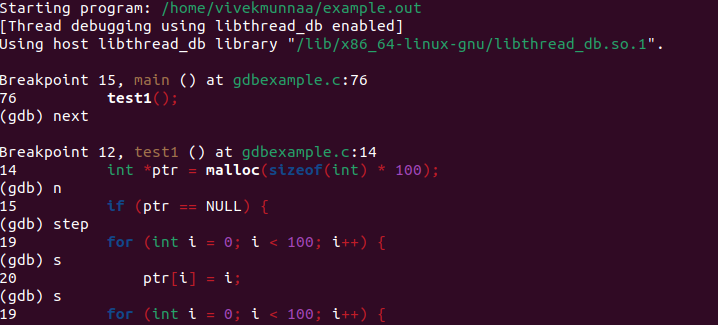 Starting program: /home/vivekmunnaa/example.out
[Thread debugging using libthread_db enabled]
Using host libthread_db library "/lib/x86_64-linux-gnu/libthread_db.so.1".

Breakpoint 15, main () at gdbexample.c:76
76          test1();
(gdb) next

Breakpoint 12, test1 () at gdbexample.c:14
14          int *ptr = malloc(sizeof(int) * 100);
(gdb) n
15          if (ptr == NULL) {
(gdb) step
19          for (int i = 0; i < 100; i++) {
(gdb) s
20              ptr[i] = i;
(gdb) s
19          for (int i = 0; i < 100; i++) {